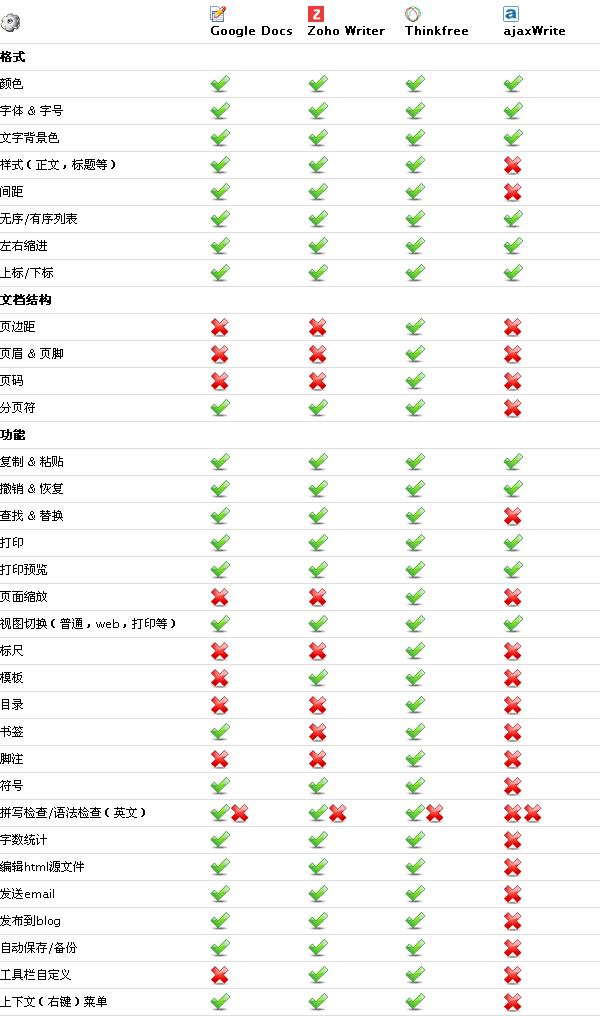 Google Docs Zoho Writer Thinkfree ajaxWrite
格式
颜色
字体 & 字号
文字背景色
样式（正文，标题等）
间距
无序/有序列表
左右缩进
上标/下标
文档结构
页边距
页眉 & 页脚
页码
分页符
功能
复制 & 粘贴
撤销 & 恢复
查找 & 替换
打印
打印预览
页面缩放
视图切换（普通，web，打印等）
标尺
模板
目录
书签
脚注
符号
拼写检查/语法检查（英文）
字数统计
编辑html源文件
发送email
发布到blog
自动保存/备份
工具栏自定义
上下文（右键）菜单